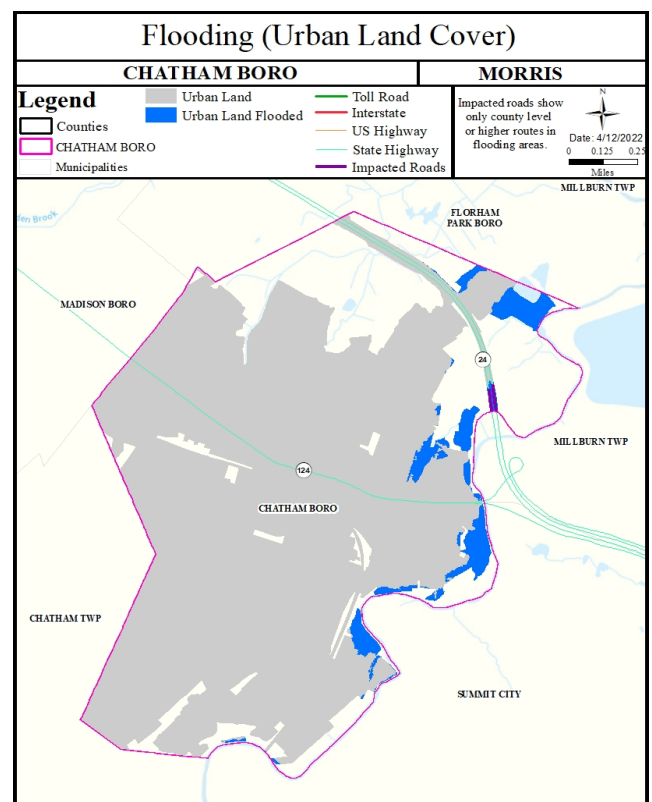 Flooding (Urban Land Cover)
CHATHAM BORO
MORRIS
Legend
Counties
CHATHAM BORO
Municipalities
Urban Land
Urban Land Flooded
Toll Road
Interstate
US Highway
State Highway
Impacted Roads
Impacted roads show
only county level
or higher routes in
flooding areas.
N
Date: 4/12/2022
0 0.125 0.25
Miles
MILLBURN TWP
FLORHAM
PARK BORO
den Brook
MADISON BORO
24
MILLBURN TWP
124
CHATHAM BORO
CHATHAM TWP
SUMMIT CITY